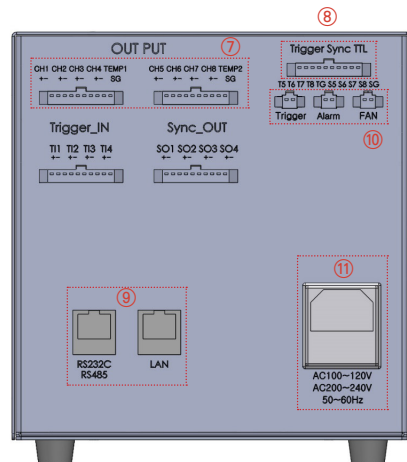 ⑧
OUT PUT ⑦ Trigger Sync TTL
CH1 CH2 CH3 CH4 TEMP1 CH5 CH6 CH7 CH8 TEMP2
+- +- +- +- SG +- +- +- +- SG
T5 T6 T7 T8 TG S5 S6 S7 S8 SG
Trigger Alarm FAN
⑩
Trigger_IN Sync_OUT
TI1 TI2 TI3 TI4 SO1 SO2 SO3 SO4
+- +- +- +- +- +- +- +-
⑨ ⑪
RS232C LAN
RS485
AC100~120V
AC200~240V
50~60Hz